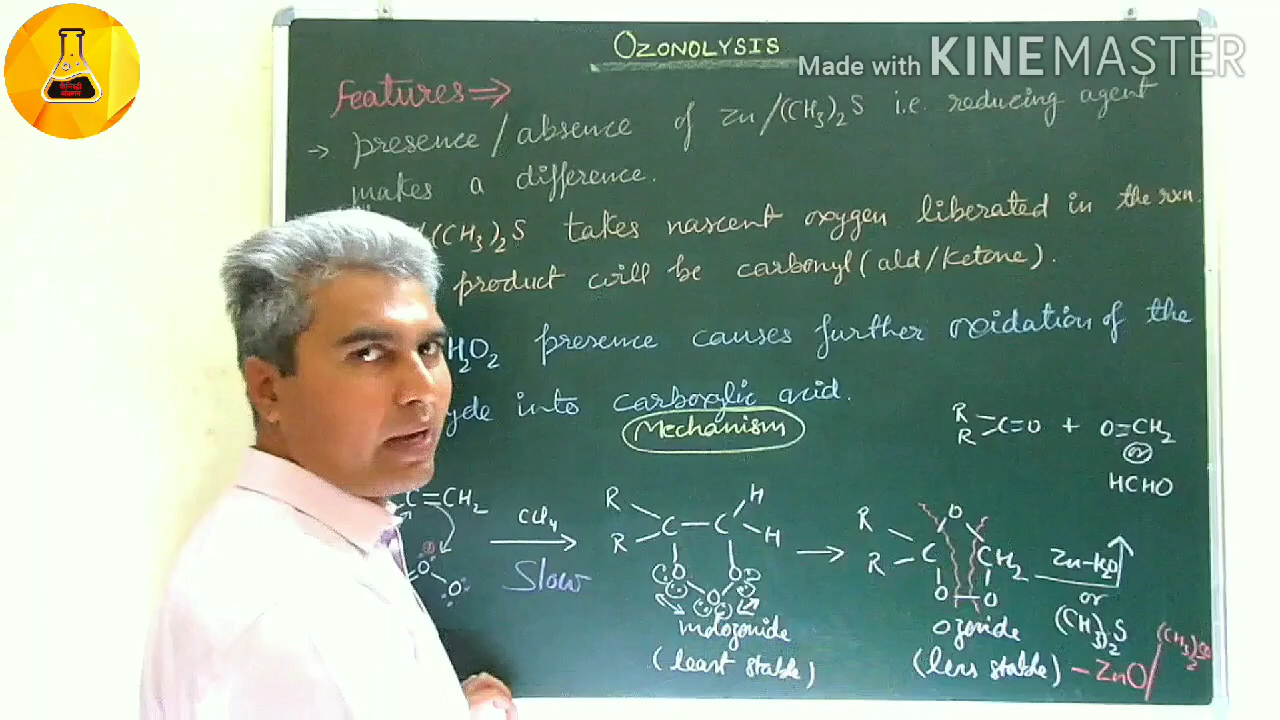 OZONOLYSIS
Made with KINEMASTER
Features ⇒
→ presence/absence of Zn/(CH₃)₂S i.e. reducing agent
makes a difference.
/(CH₃)₂S takes nascent oxygen liberated in the rxn.
product will be carbonyl (ald/ketone).
H₂O₂ presence causes further oxidation of the
yde into carboxylic acid.
Mechanism
R
R
C=O + O=CH₂
or
HCHO
C=CH₂
O
O
CCl₄
Slow
R
R
C—C
H
H
O
O
O
molozonide
(least stable)
R
R
C
O
CH₂
O—O
ozonide
(less stable)
Zn-H₂O
or
(CH₃)₂S
-ZnO/(CH₃)₂SO